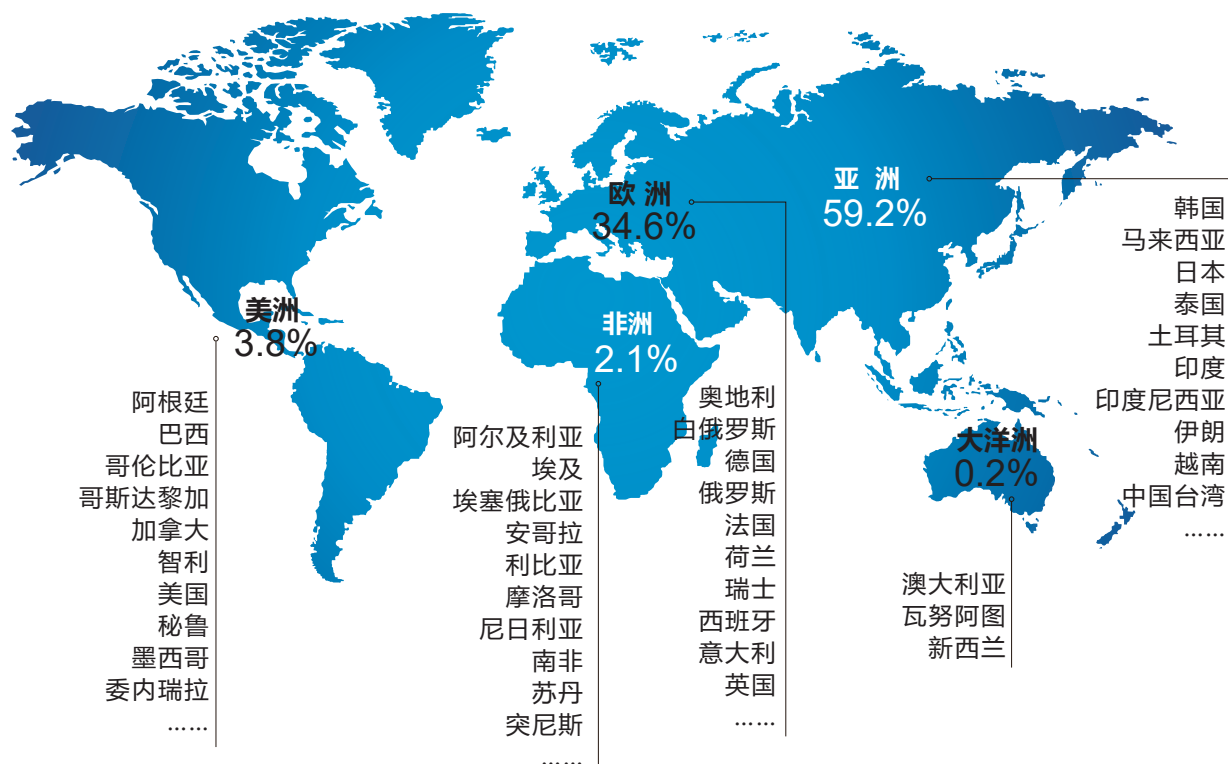 美洲
3.8%
阿根廷
巴西
哥伦比亚
哥斯达黎加
加拿大
智利
美国
秘鲁
墨西哥
委内瑞拉
……
非洲
2.1%
阿尔及利亚
埃及
埃塞俄比亚
安哥拉
利比亚
摩洛哥
尼日利亚
南非
苏丹
突尼斯
……
欧洲
34.6%
奥地利
白俄罗斯
德国
俄罗斯
法国
荷兰
瑞士
西班牙
意大利
英国
……
亚洲
59.2%
韩国
马来西亚
日本
泰国
土耳其
印度
印度尼西亚
伊朗
越南
中国台湾
……
大洋洲
0.2%
澳大利亚
瓦努阿图
新西兰